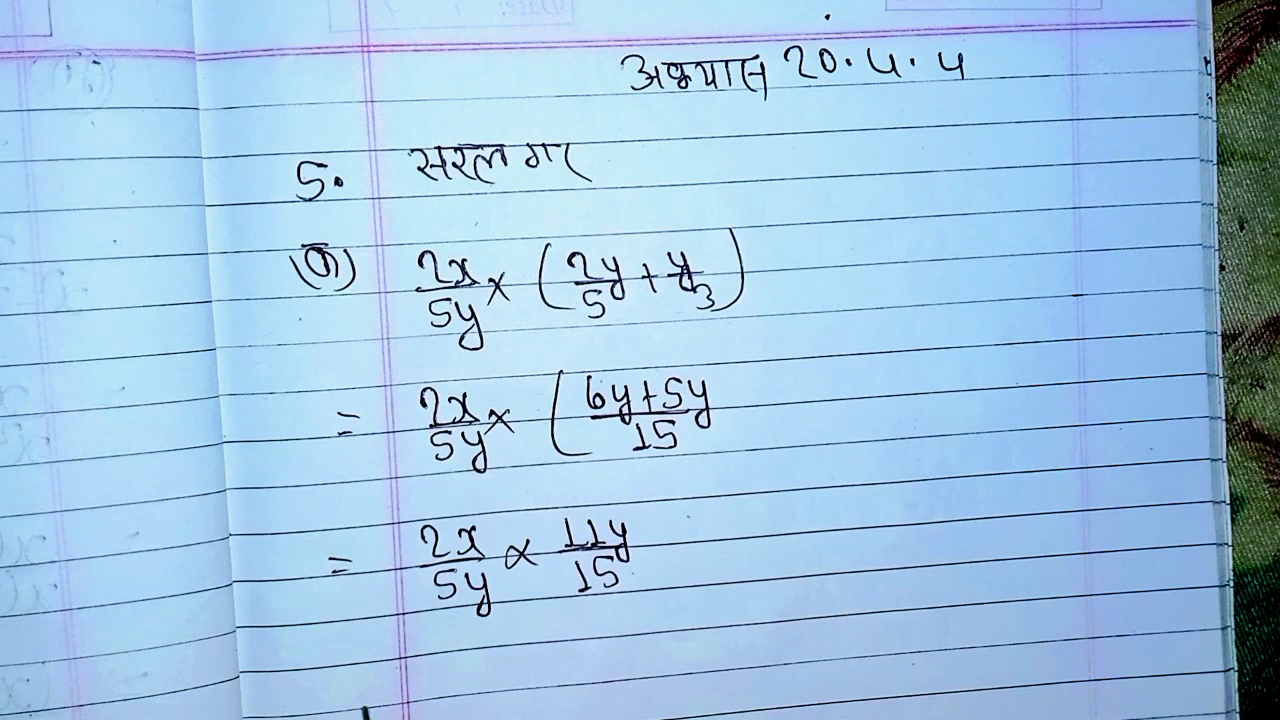 अभ्यास 20.4.4
5. सरल गर
(क) 2x/5y × (2y/5 + y/3)
= 2x/5y × (6y+5y/15
= 2x/5y × 11y/15